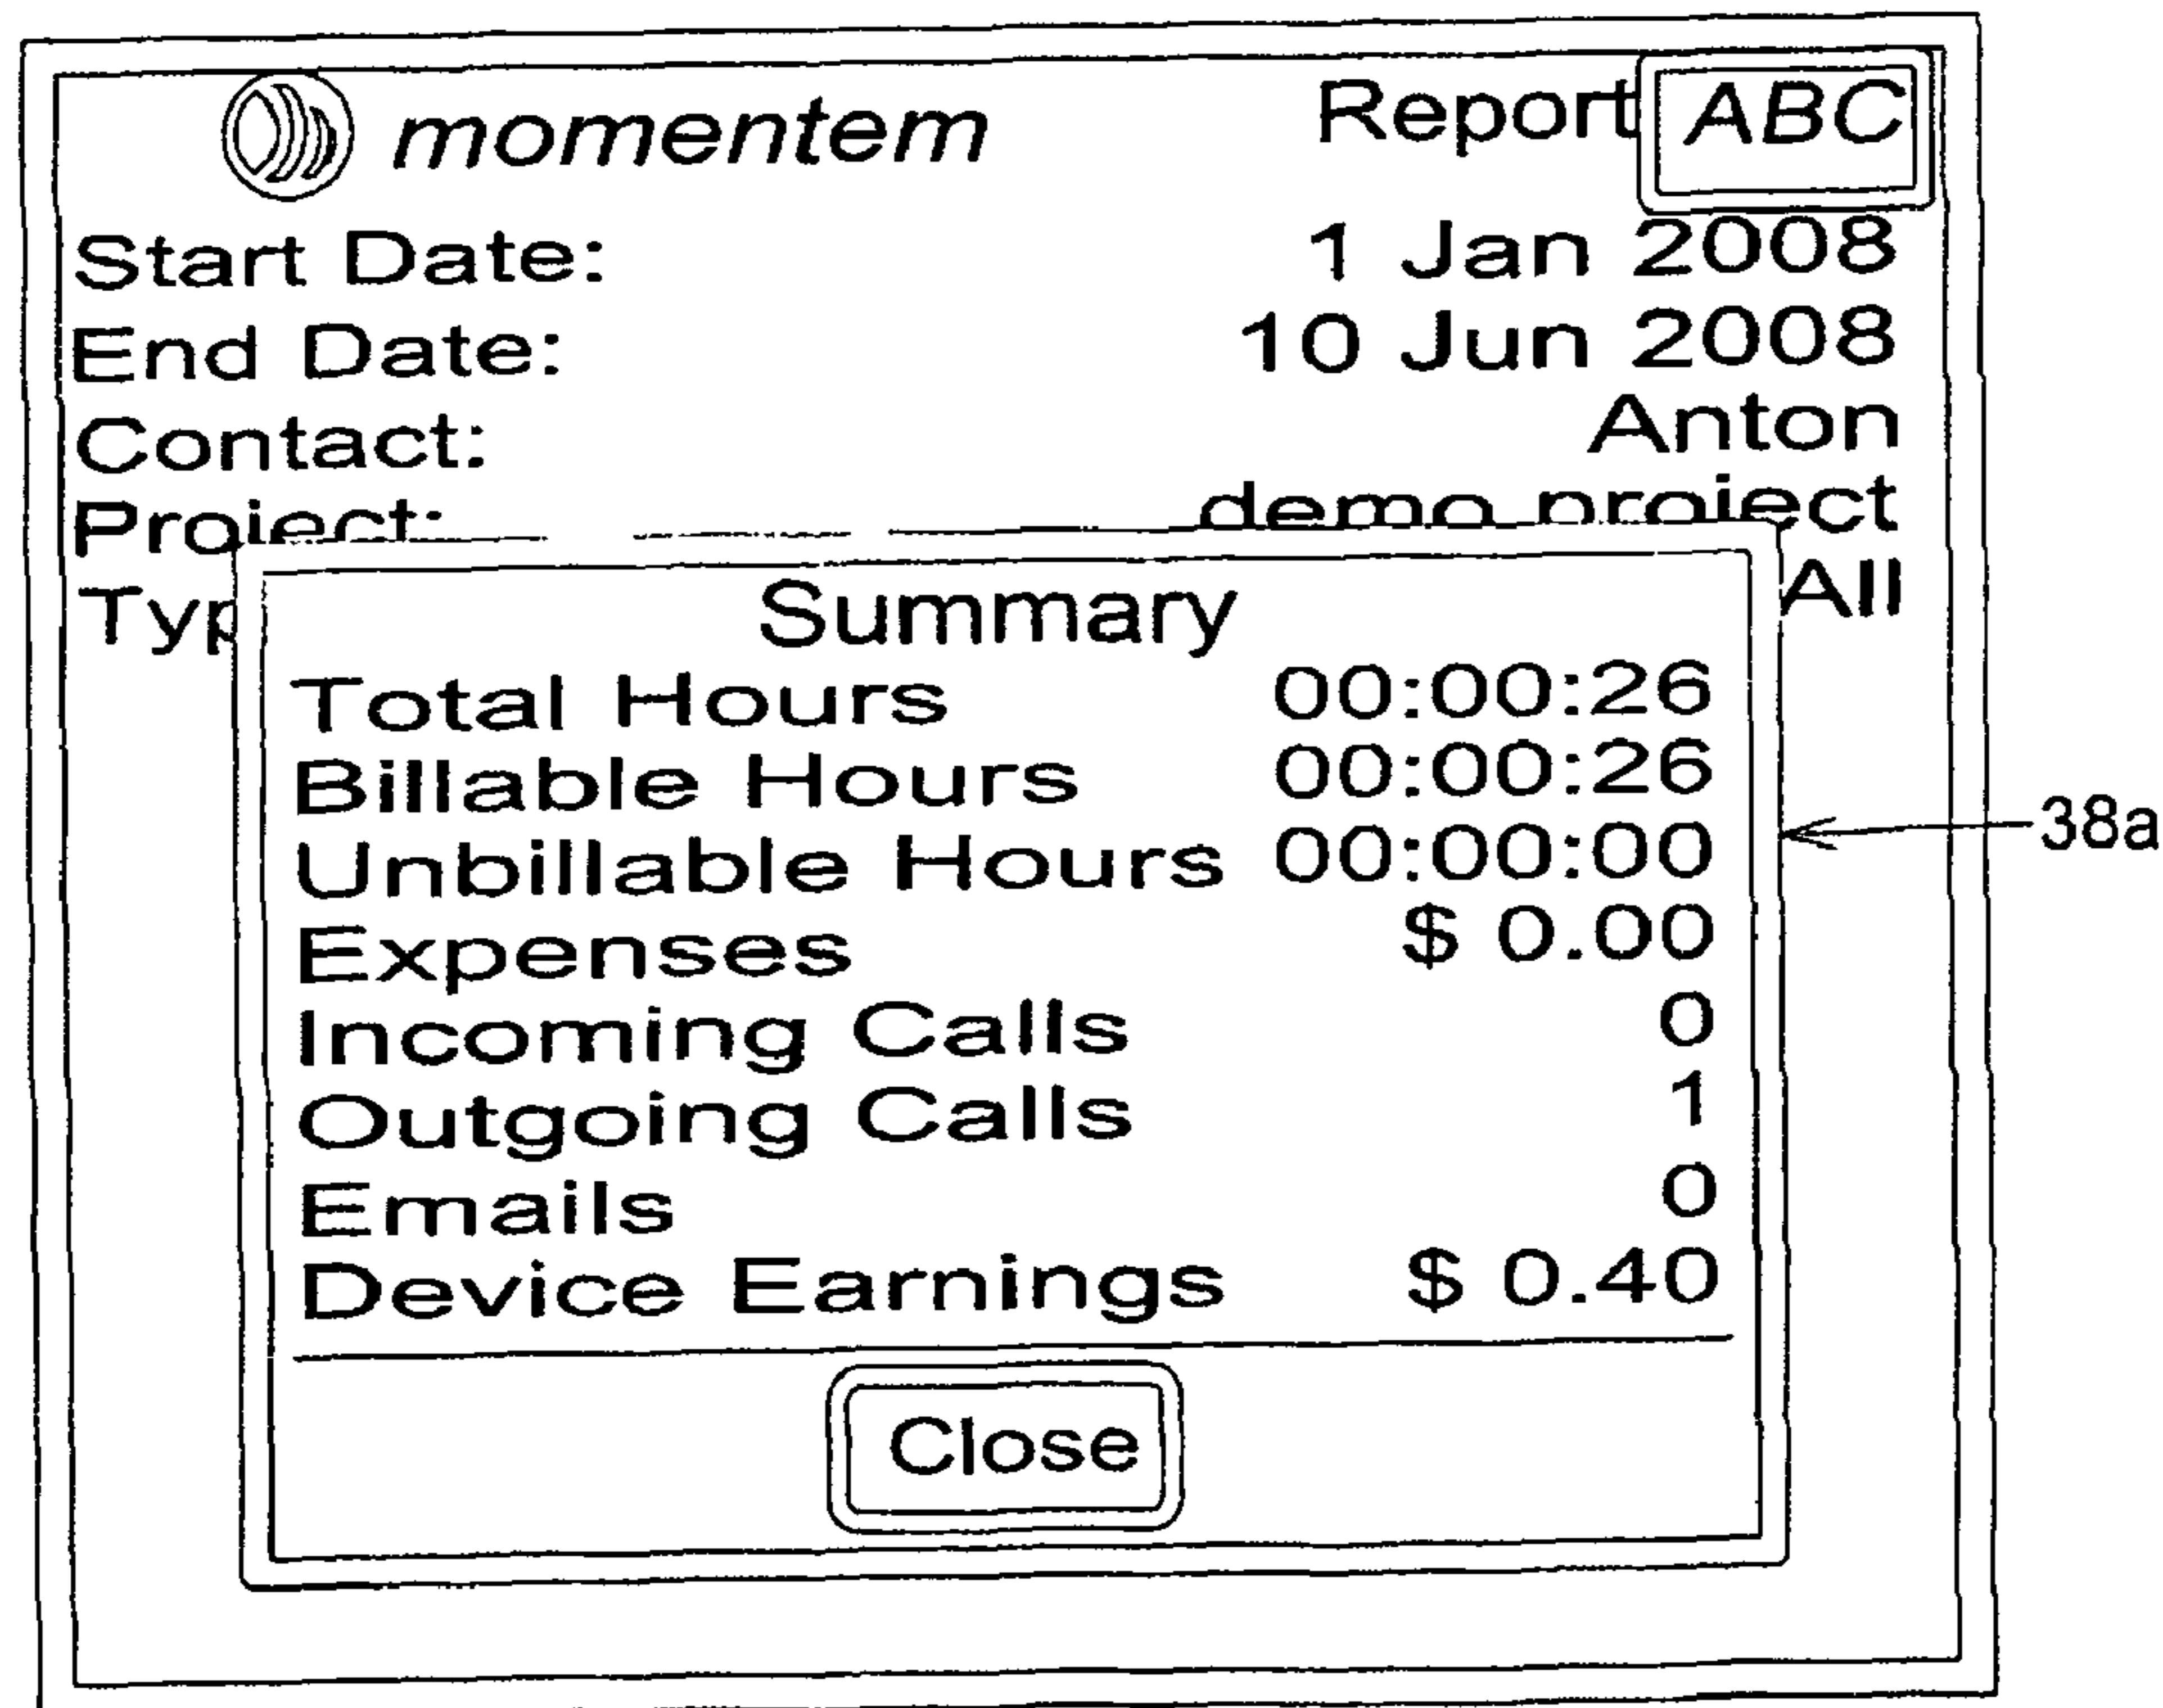 momentem Report ABC
Start Date: 1 Jan 2008
End Date: 10 Jun 2008
Contact: Anton
Project: demo project
Typ All
Summary
Total Hours 00:00:26
Billable Hours 00:00:26
Unbillable Hours 00:00:00
Expenses $ 0.00
Incoming Calls 0
Outgoing Calls 1
Emails 0
Device Earnings $ 0.40
Close
38a